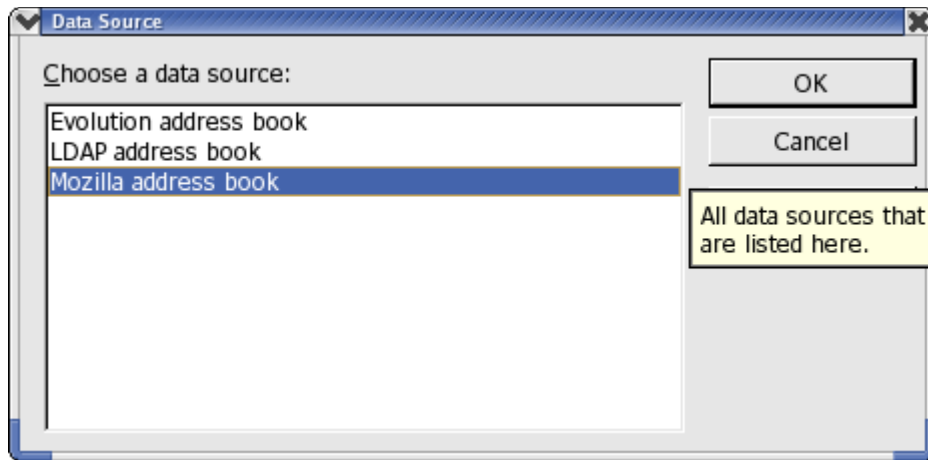 Data Source
Choose a data source:
Evolution address book
LDAP address book
Mozilla address book
OK
Cancel
All data sources that
are listed here.